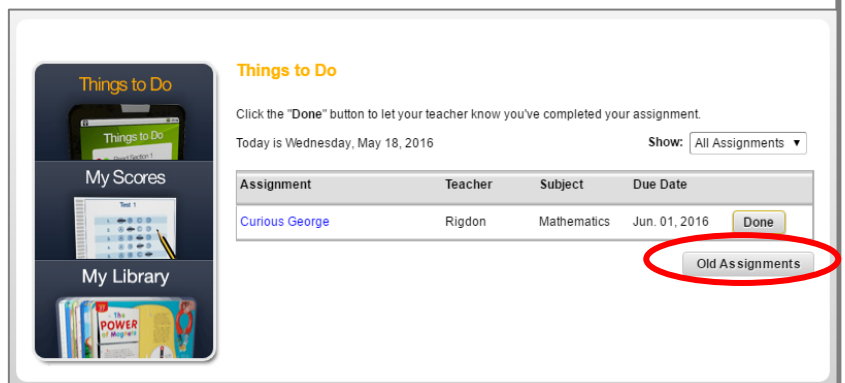 Things to Do
Things to Do
Click the "Done" button to let your teacher know you've completed your assignment.
Things to Do
Today is Wednesday, May 18, 2016
Show: All Assignments
My Scores
Assignment Teacher Subject Due Date
Test 1
Curious George Rigdon Mathematics Jun. 01, 2016 Done
Old Assignments
My Library
The
POWER
of Magnets